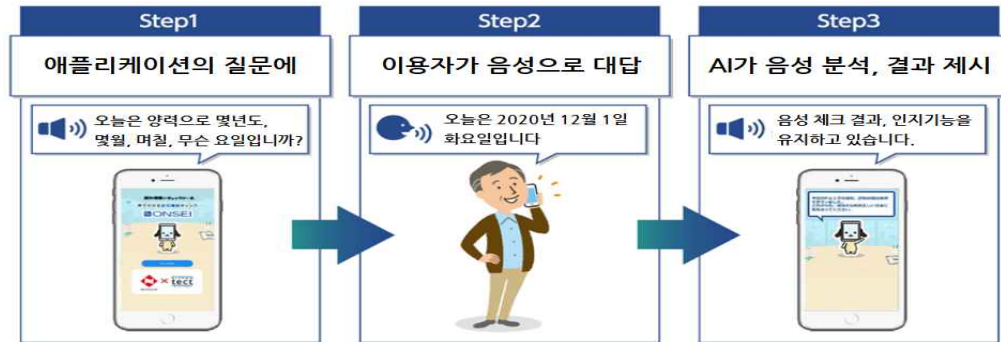 Step1
애플리케이션의 질문에
오늘은 양력으로 몇년도,
몇월, 며칠, 무슨 요일입니까?
ONSEI
×
tect
Step2
이용자가 음성으로 대답
오늘은 2020년 12월 1일
화요일입니다
Step3
AI가 음성 분석, 결과 제시
음성 체크 결과, 인지기능을
유지하고 있습니다.